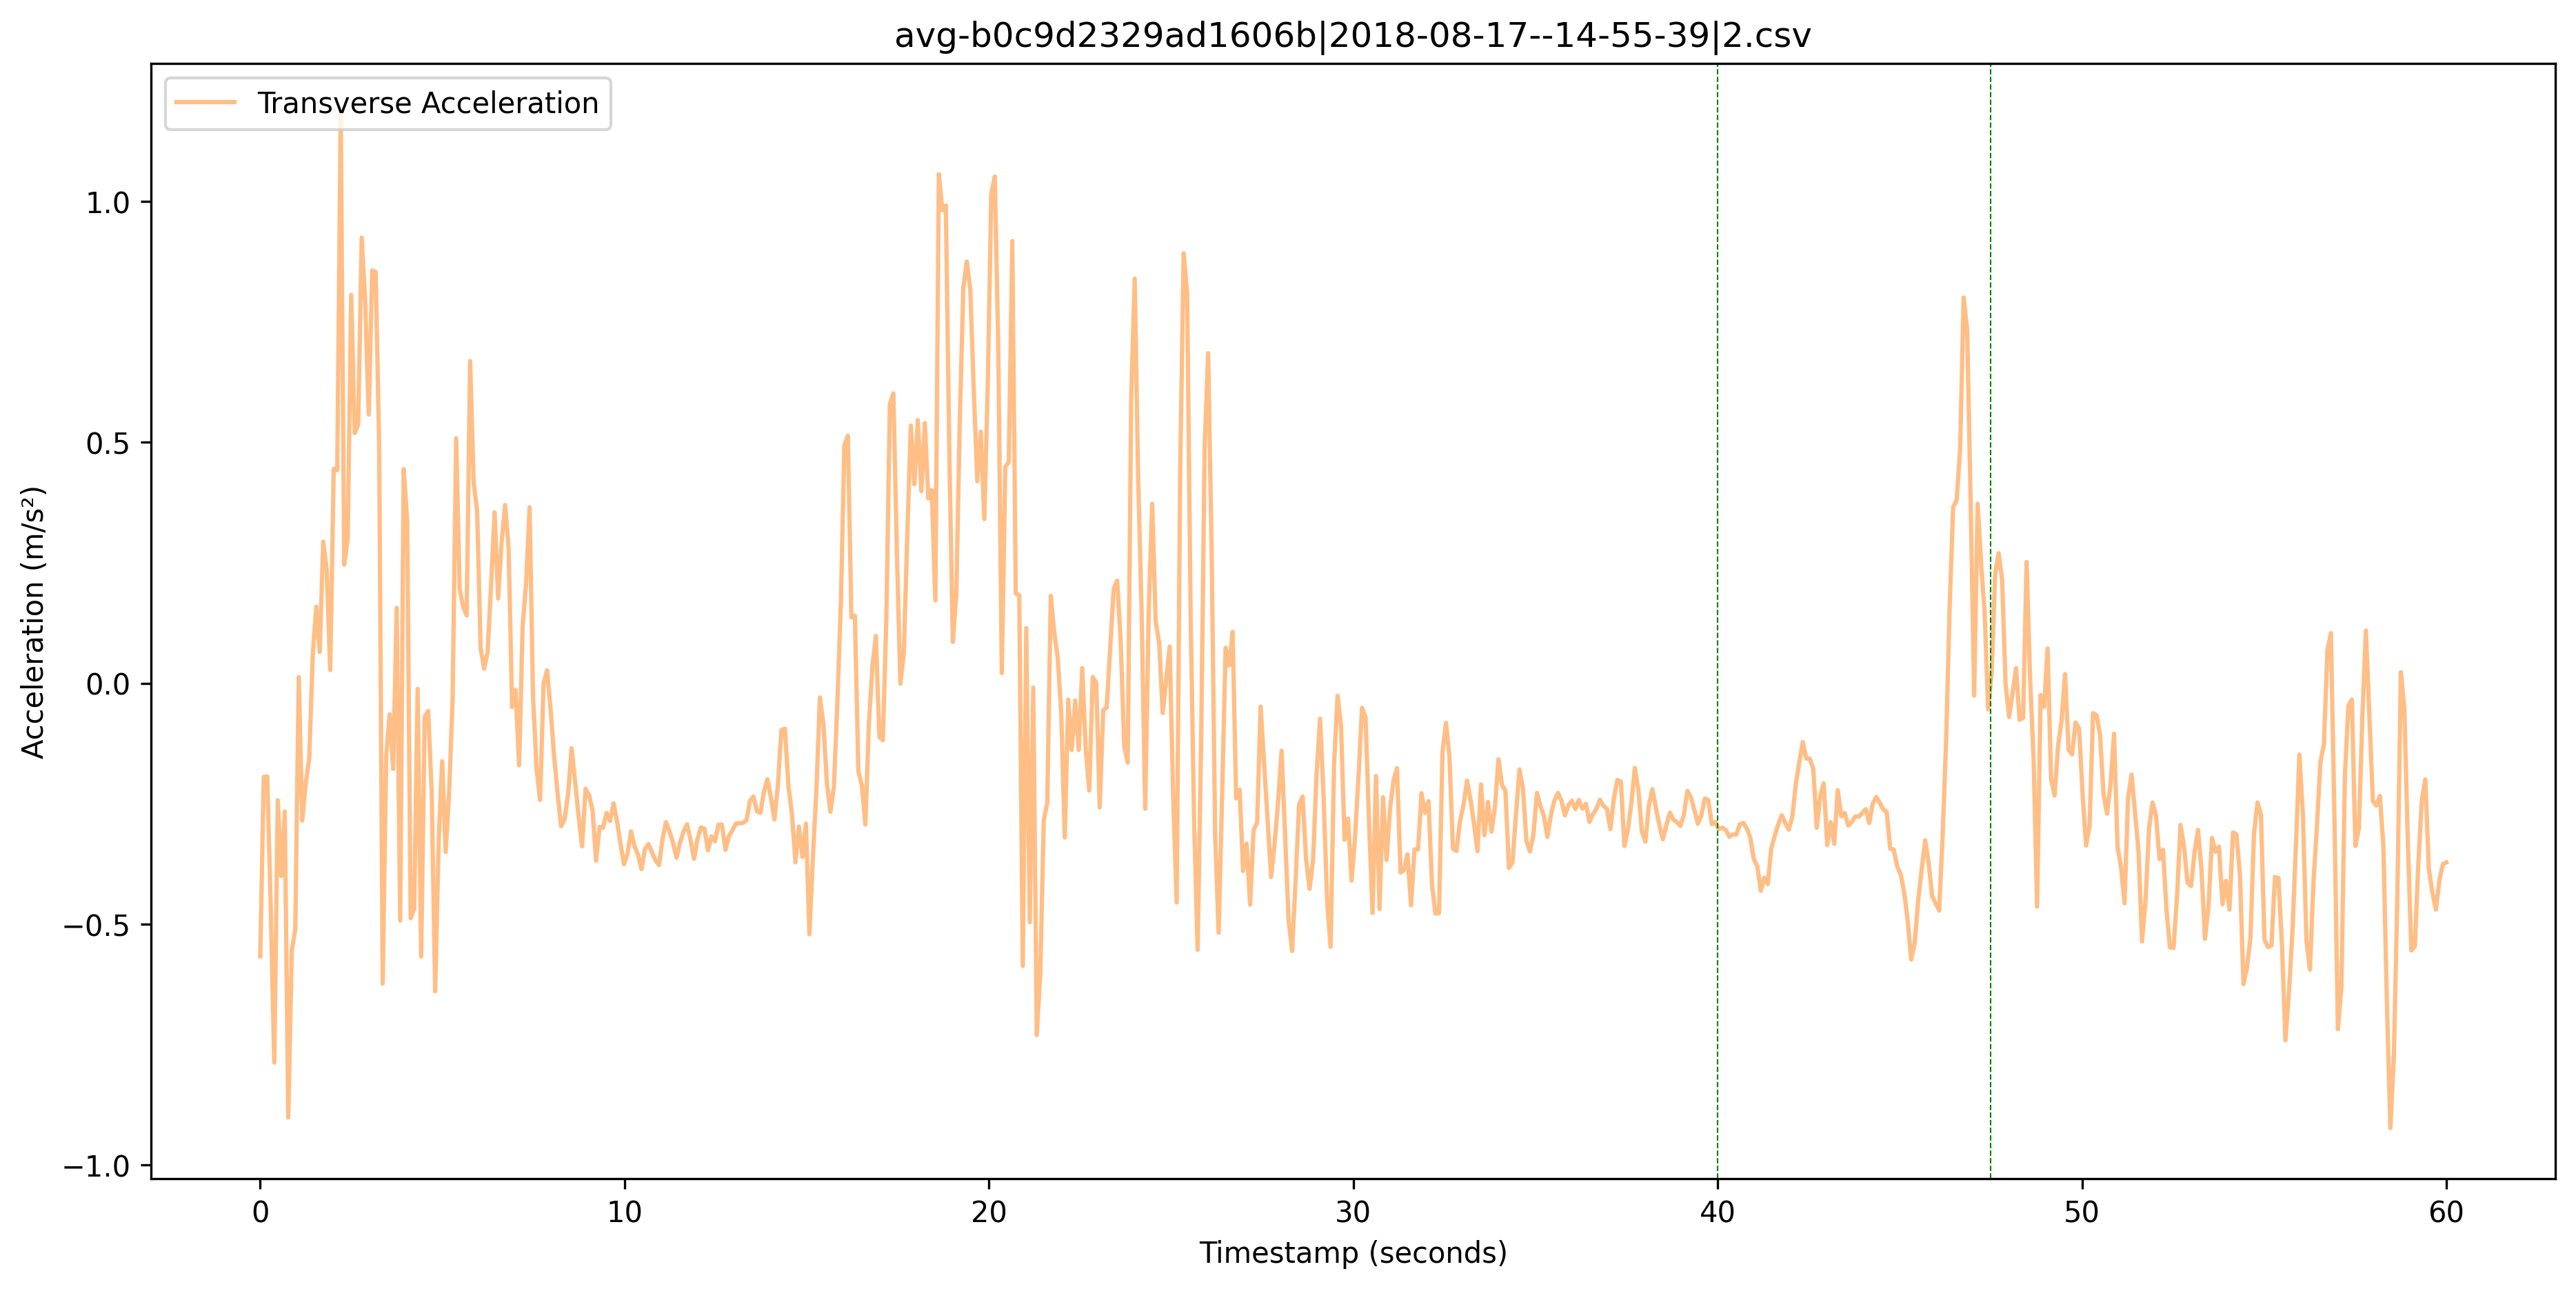 avg-b0c9d2329ad1606b|2018-08-17--14-55-39|2.csv
Transverse Acceleration
1.0
0.5
0.0
−0.5
−1.0
Acceleration (m/s²)
0 10 20 30 40 50 60
Timestamp (seconds)